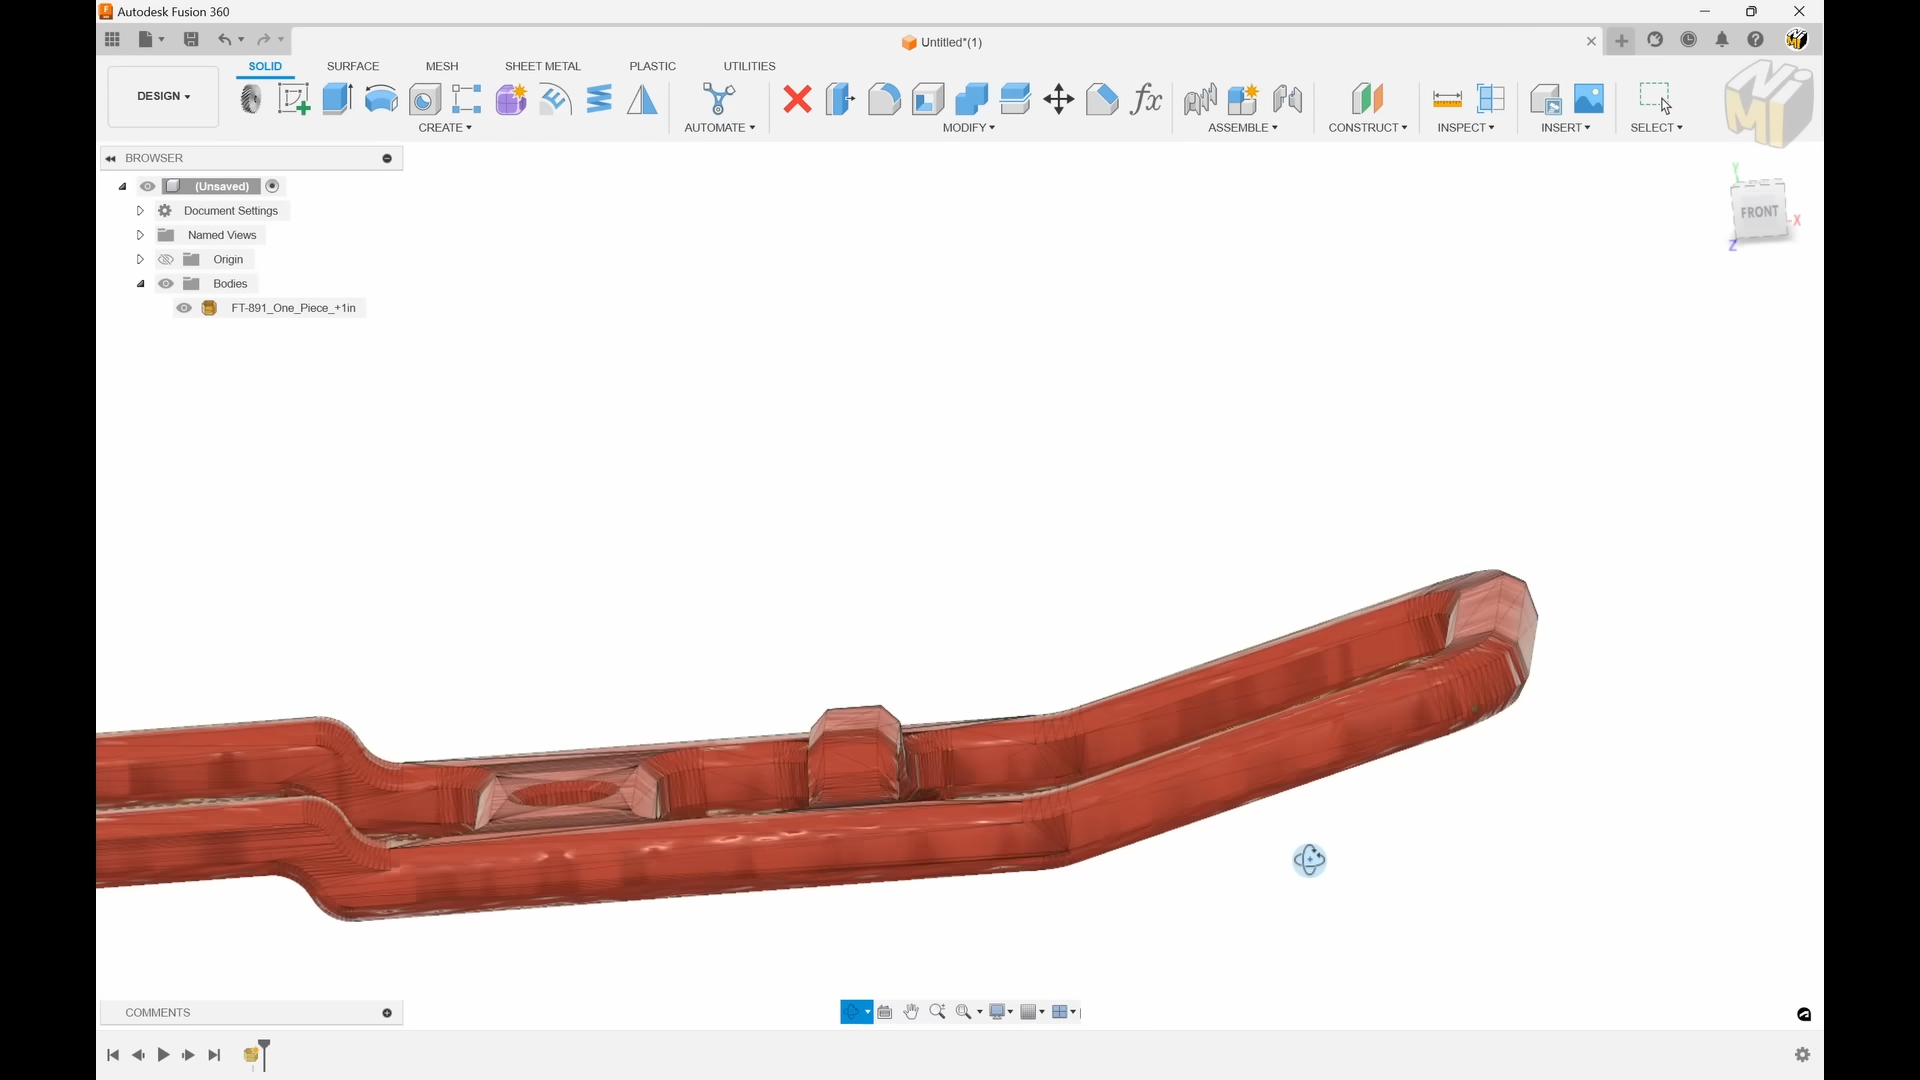 Autodesk Fusion 360
Untitled*(1)
DESIGN
SOLID SURFACE MESH SHEET METAL PLASTIC UTILITIES
CREATE AUTOMATE MODIFY ASSEMBLE CONSTRUCT INSPECT INSERT SELECT
BROWSER
(Unsaved)
Document Settings
Named Views
Origin
Bodies
FT-891_One_Piece_+1in
Y
FRONT
X
Z
COMMENTS